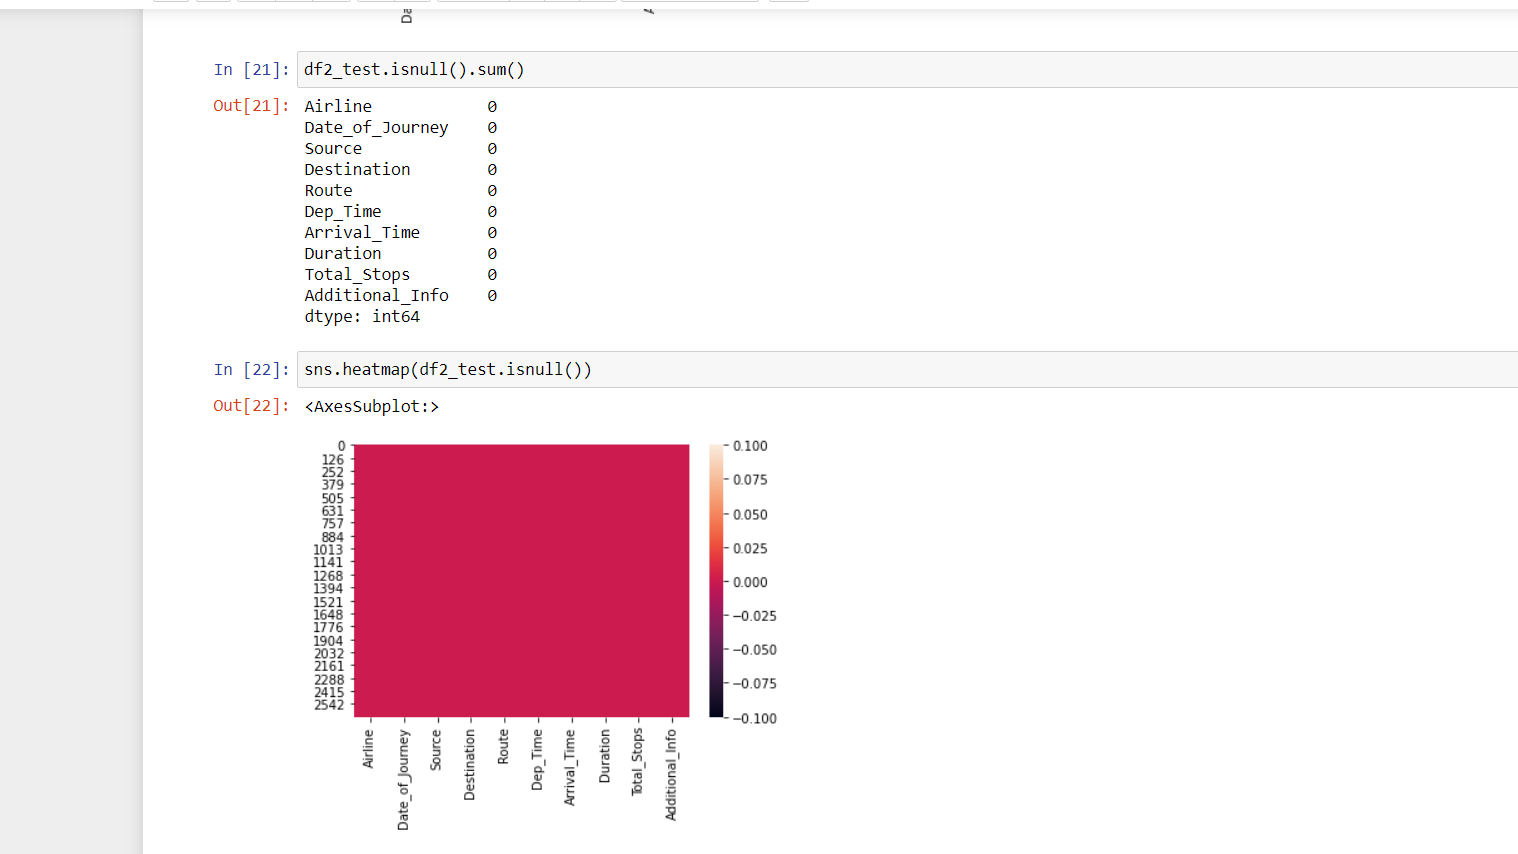 Da
A
In [21]: df2_test.isnull().sum()
Out[21]: Airline 0
Date_of_Journey 0
Source 0
Destination 0
Route 0
Dep_Time 0
Arrival_Time 0
Duration 0
Total_Stops 0
Additional_Info 0
dtype: int64
In [22]: sns.heatmap(df2_test.isnull())
Out[22]: <AxesSubplot:>
0
126
252
379
505
631
757
884
1013
1141
1268
1394
1521
1648
1776
1904
2032
2161
2288
2415
2542
0.100
0.075
0.050
0.025
0.000
−0.025
−0.050
−0.075
−0.100
Airline
Date_of_Journey
Source
Destination
Route
Dep_Time
Arrival_Time
Duration
Total_Stops
Additional_Info